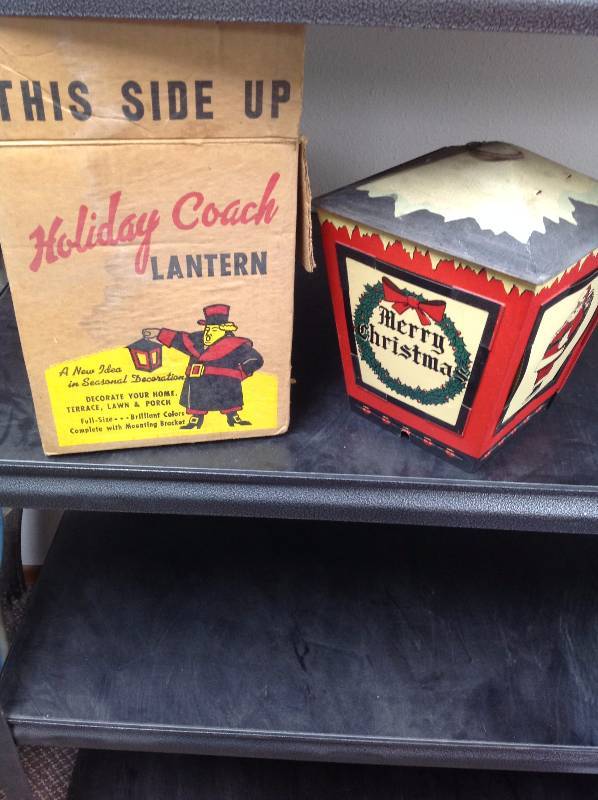 THIS SIDE UP
Holiday Coach
LANTERN
A New Idea
in Seasonal Decoration
DECORATE YOUR HOME,
TERRACE, LAWN & PORCH
Full-Size--- Brilliant Colors
Complete with Mounting Bracket
Merry
Christmas